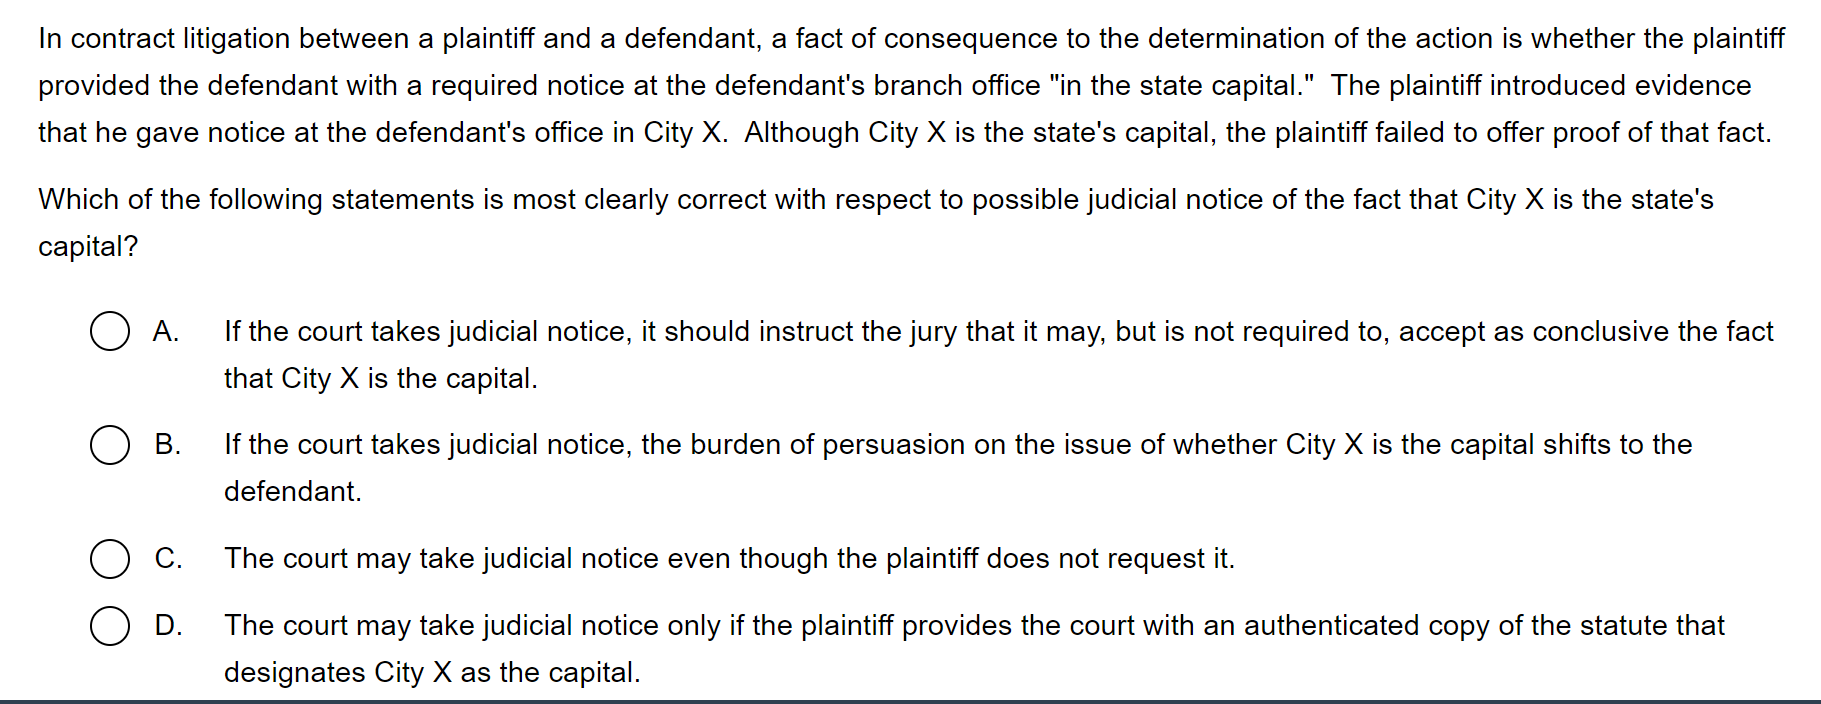 In contract litigation between a plaintiff and a defendant, a fact of consequence to the determination of the action is whether the plaintiff
provided the defendant with a required notice at the defendant's branch office "in the state capital."  The plaintiff introduced evidence
that he gave notice at the defendant's office in City X.  Although City X is the state's capital, the plaintiff failed to offer proof of that fact.
Which of the following statements is most clearly correct with respect to possible judicial notice of the fact that City X is the state's
capital?
A. If the court takes judicial notice, it should instruct the jury that it may, but is not required to, accept as conclusive the fact
that City X is the capital.
B. If the court takes judicial notice, the burden of persuasion on the issue of whether City X is the capital shifts to the
defendant.
C. The court may take judicial notice even though the plaintiff does not request it.
D. The court may take judicial notice only if the plaintiff provides the court with an authenticated copy of the statute that
designates City X as the capital.